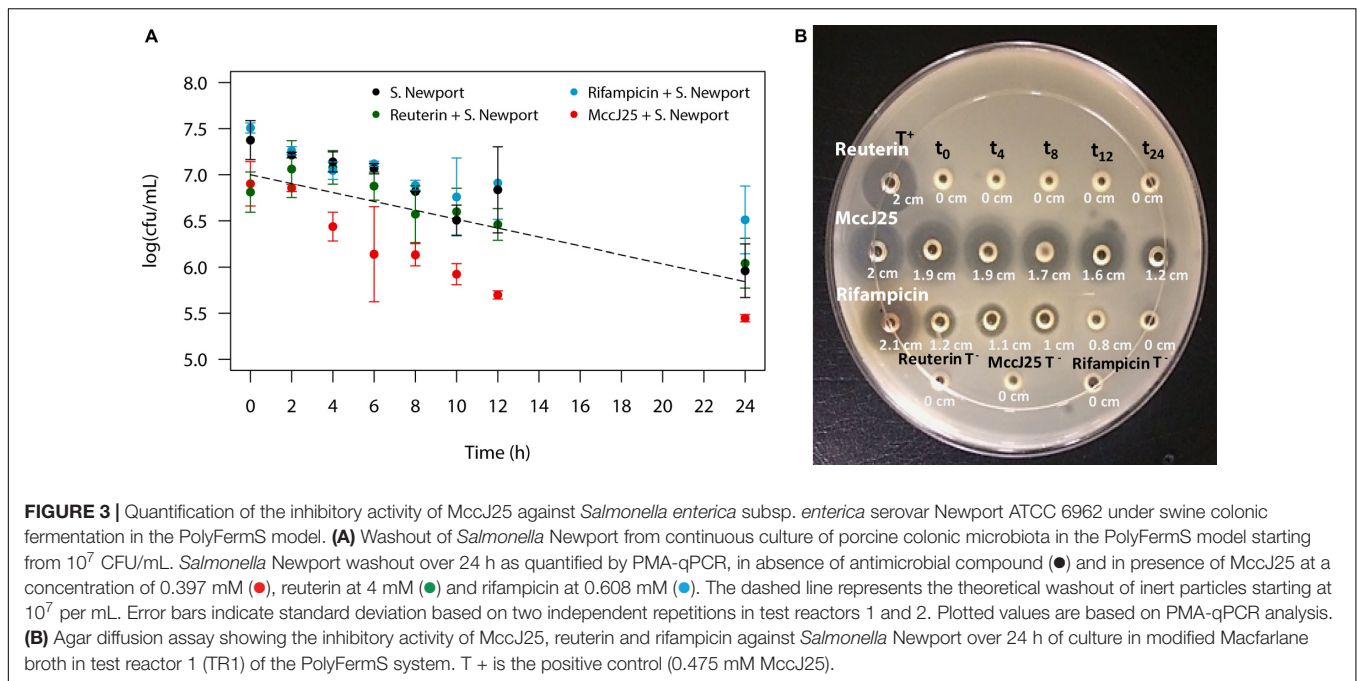 A
B
8.0
7.5
7.0
6.5
6.0
5.5
5.0
log(cfu/mL)
S. Newport
Reuterin + S. Newport
Rifampicin + S. Newport
MccJ25 + S. Newport
0 2 4 6 8 10 12 14 16 18 20 22 24
Time (h)
Reuterin T+ t0 t4 t8 t12 t24
2 cm 0 cm 0 cm 0 cm 0 cm 0 cm
MccJ25
2 cm 1.9 cm 1.9 cm 1.7 cm 1.6 cm 1.2 cm
Rifampicin
2.1 cm 1.2 cm 1.1 cm 1 cm 0.8 cm 0 cm
Reuterin T- MccJ25 T- Rifampicin T-
0 cm 0 cm 0 cm
FIGURE 3 | Quantification of the inhibitory activity of MccJ25 against Salmonella enterica subsp. enterica serovar Newport ATCC 6962 under swine colonic
fermentation in the PolyFermS model. (A) Washout of Salmonella Newport from continuous culture of porcine colonic microbiota in the PolyFermS model starting
from 10^7 CFU/mL. Salmonella Newport washout over 24 h as quantified by PMA-qPCR, in absence of antimicrobial compound (●) and in presence of MccJ25 at a
concentration of 0.397 mM (●), reuterin at 4 mM (●) and rifampicin at 0.608 mM (●). The dashed line represents the theoretical washout of inert particles starting at
10^7 per mL. Error bars indicate standard deviation based on two independent repetitions in test reactors 1 and 2. Plotted values are based on PMA-qPCR analysis.
(B) Agar diffusion assay showing the inhibitory activity of MccJ25, reuterin and rifampicin against Salmonella Newport over 24 h of culture in modified Macfarlane
broth in test reactor 1 (TR1) of the PolyFermS system. T + is the positive control (0.475 mM MccJ25).